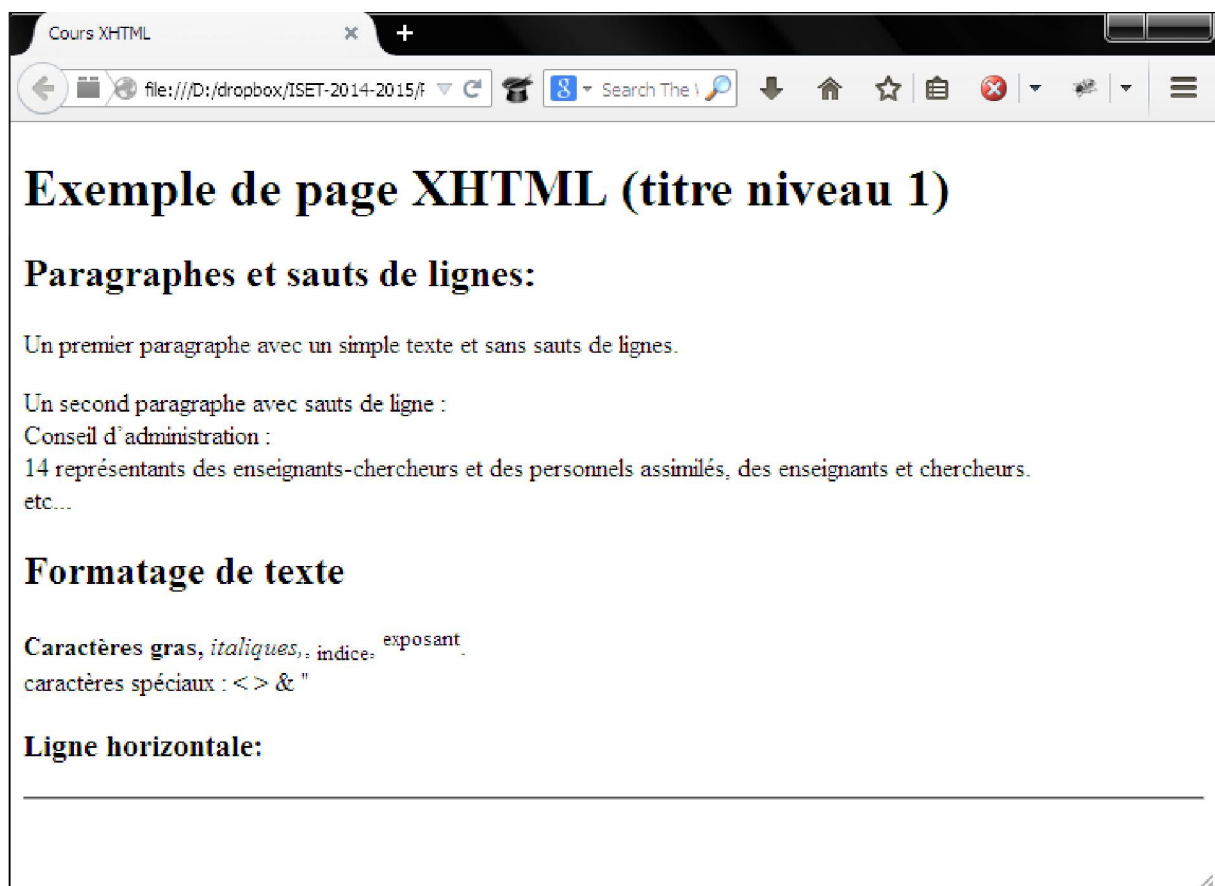 Cours XHTML
file:///D:/dropbox/ISET-2014-2015/
Search The
Exemple de page XHTML (titre niveau 1)
Paragraphes et sauts de lignes:
Un premier paragraphe avec un simple texte et sans sauts de lignes.
Un second paragraphe avec sauts de ligne :
Conseil d’administration :
14 représentants des enseignants-chercheurs et des personnels assimilés, des enseignants et chercheurs.
etc...
Formatage de texte
Caractères gras, italiques,, indice, exposant.
caractères spéciaux : < > & "
Ligne horizontale: